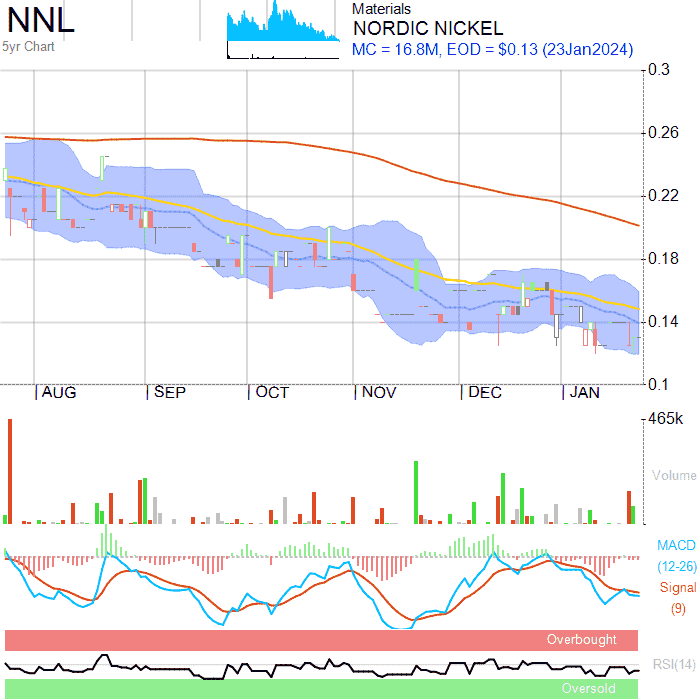 NNL
5yr Chart
Materials
NORDIC NICKEL
MC = 16.8M, EOD = $0.13 (23Jan2024)
0.3
0.26
0.22
0.18
0.14
0.1
AUG
SEP
OCT
NOV
DEC
JAN
465k
Volume
MACD
(12-26)
Signal
(9)
Overbought
RSI(14)
Oversold